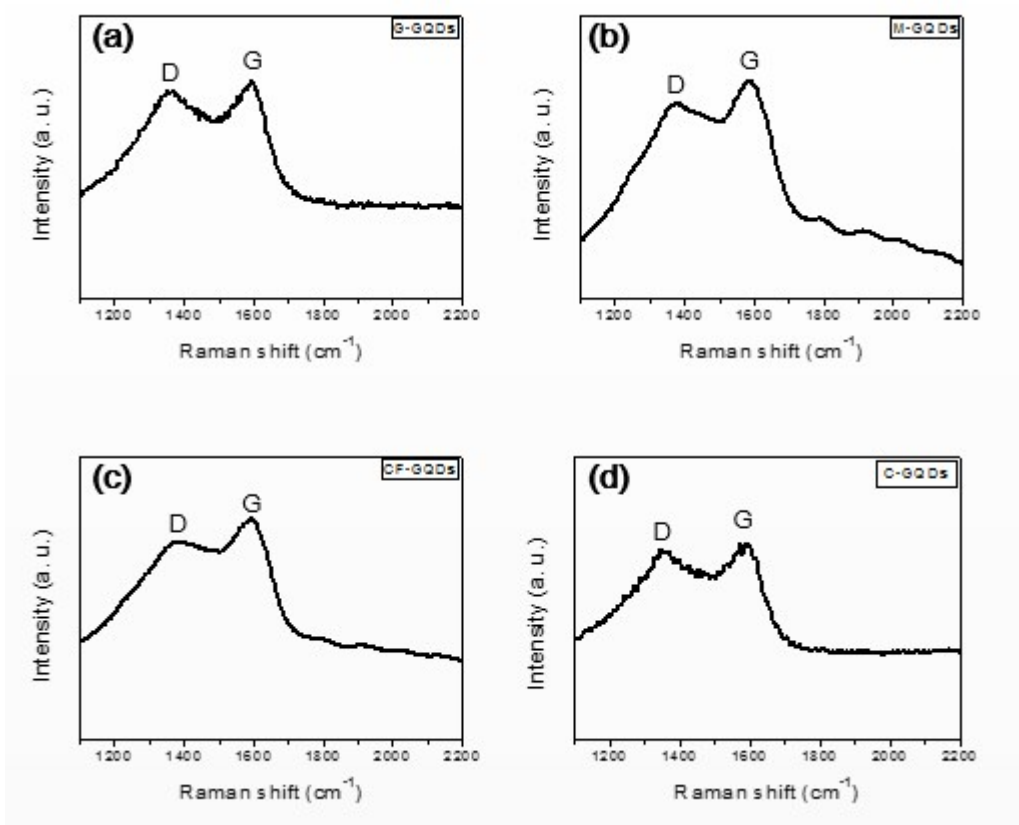 (a)
G-GQDs
D
G
Intensity (a. u.)
1200 1400 1600 1800 2000 2200
Raman shift (cm⁻¹)
(b)
M-GQDs
D
G
Intensity (a. u.)
1200 1400 1600 1800 2000 2200
Raman shift (cm⁻¹)
(c)
CF-GQDs
D
G
Intensity (a. u.)
1200 1400 1600 1800 2000 2200
Raman shift (cm⁻¹)
(d)
C-GQDs
D
G
Intensity (a. u.)
1200 1400 1600 1800 2000 2200
Raman shift (cm⁻¹)